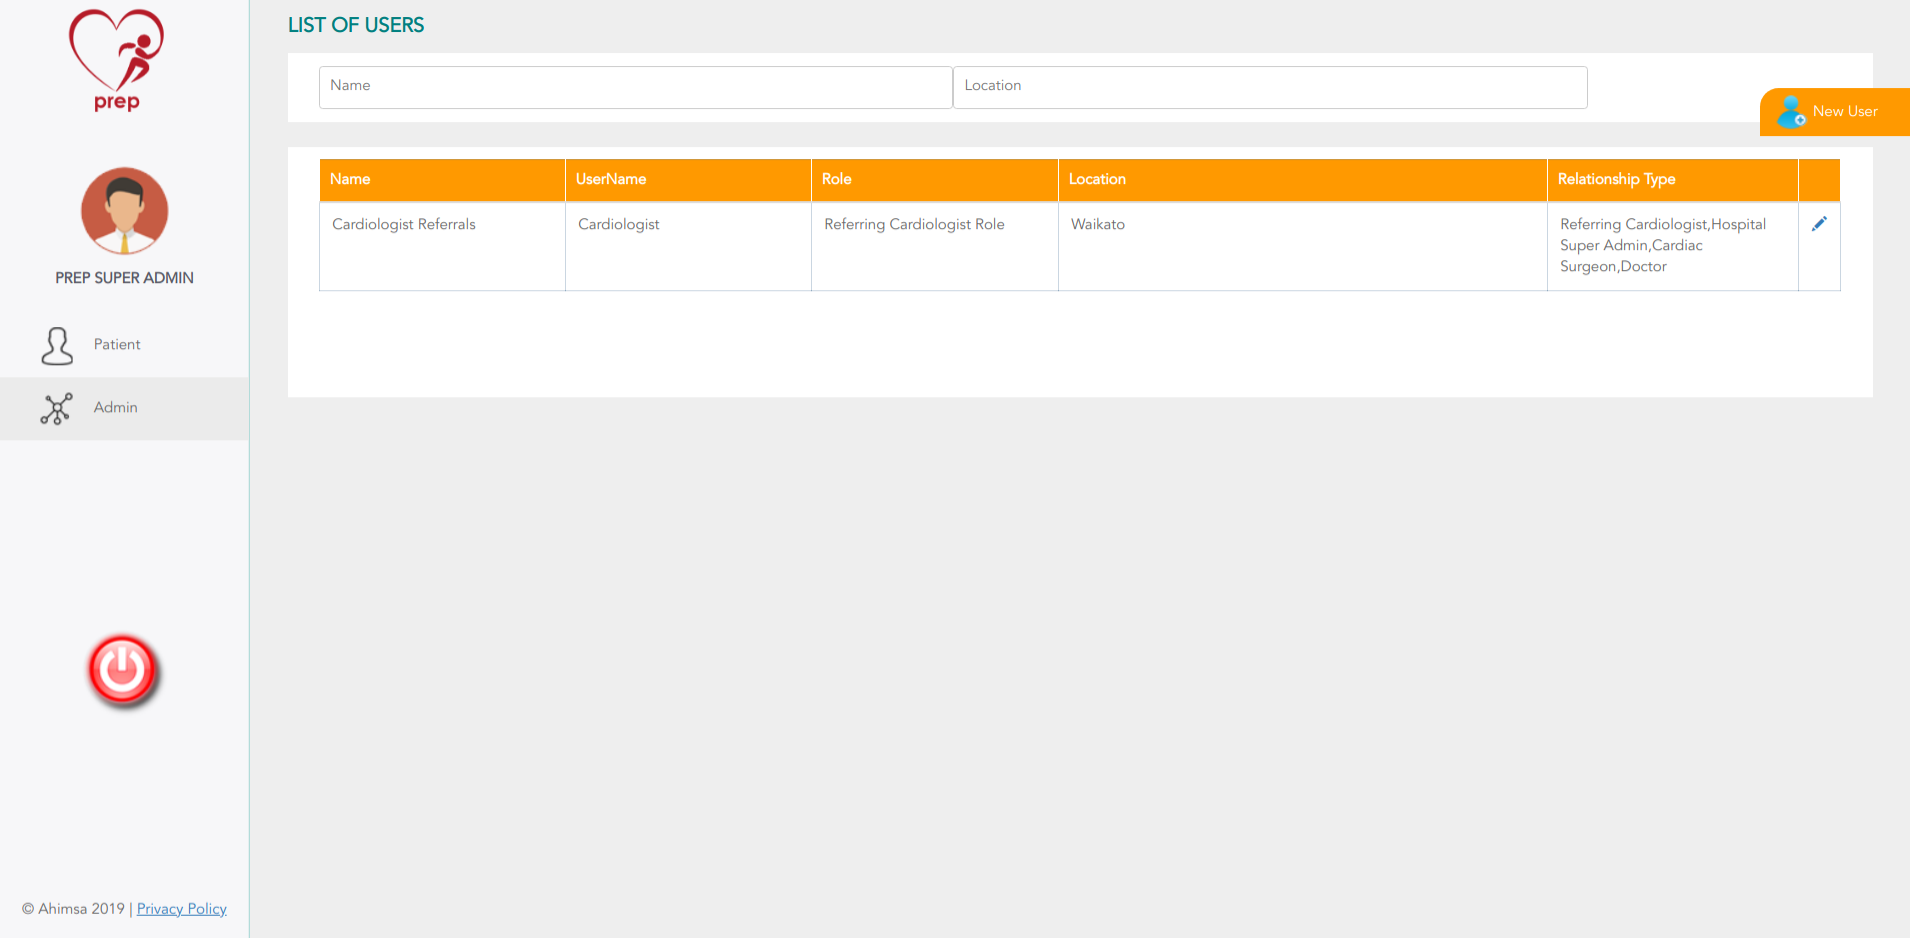 prep
PREP SUPER ADMIN
Patient
Admin
© Ahimsa 2019 | Privacy Policy
LIST OF USERS
Name
Location
New User
Name
UserName
Role
Location
Relationship Type
Cardiologist Referrals
Cardiologist
Referring Cardiologist Role
Waikato
Referring Cardiologist,Hospital
Super Admin,Cardiac
Surgeon,Doctor